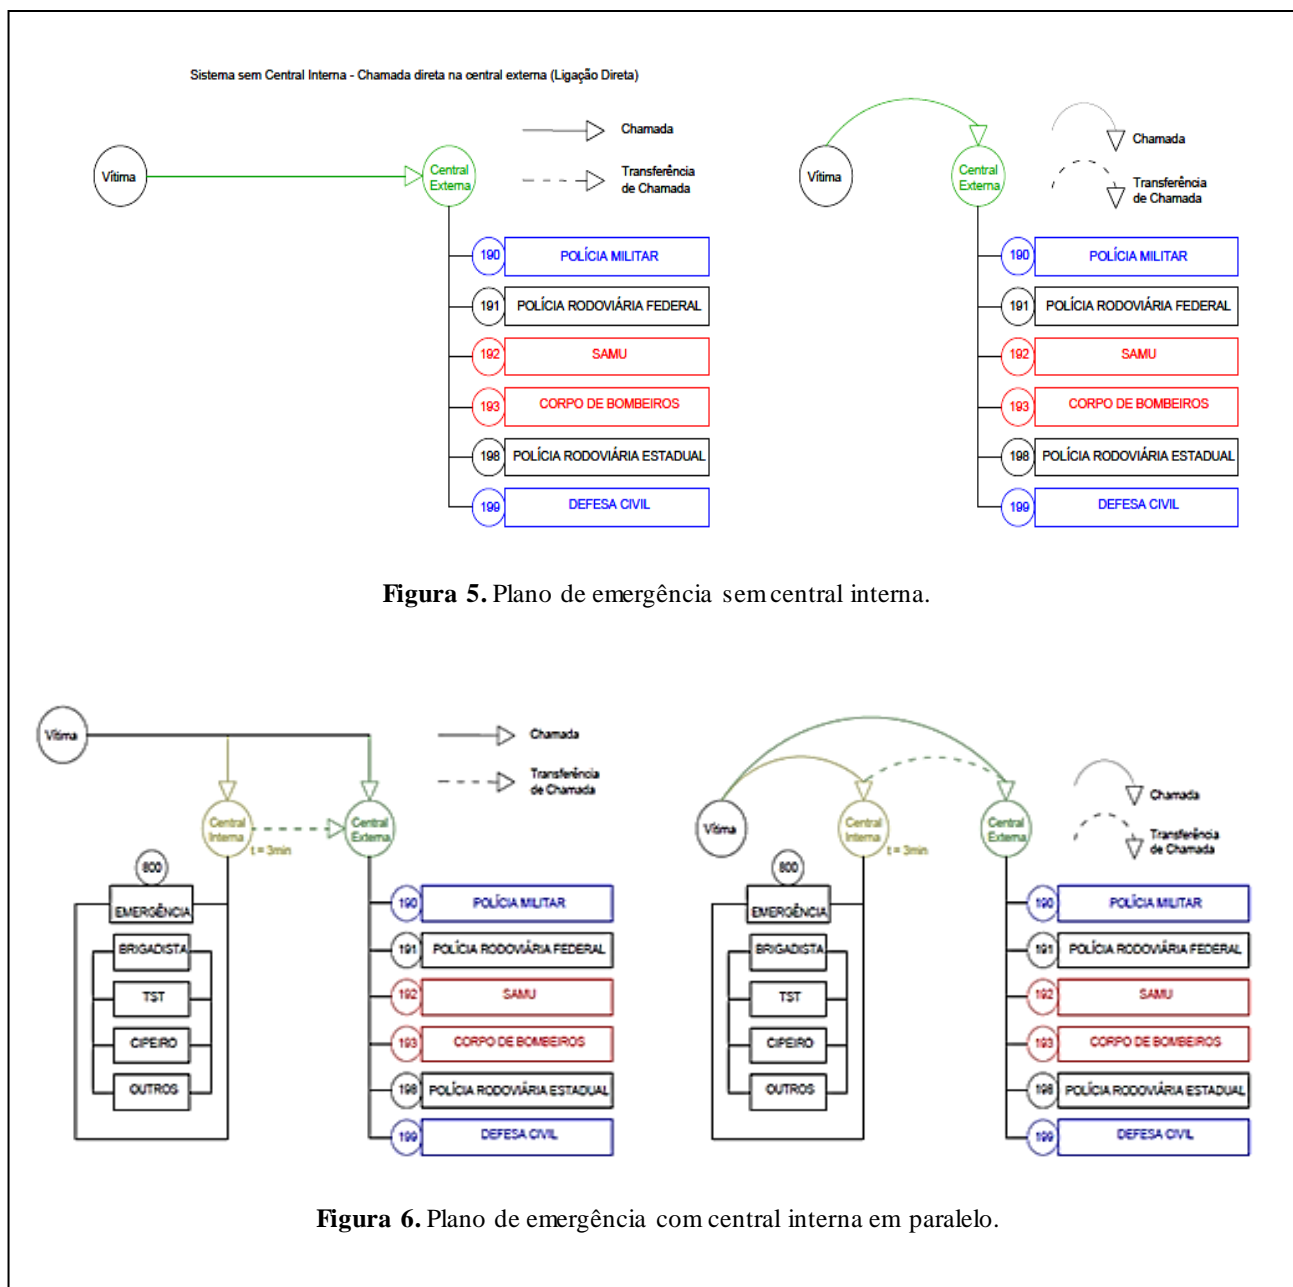 Sistema sem Central Interna - Chamada direta na central externa (Ligação Direta)
Vítima
Central
Externa
Chamada
Transferência
de Chamada
190 POLÍCIA MILITAR
191 POLÍCIA RODOVIÁRIA FEDERAL
192 SAMU
193 CORPO DE BOMBEIROS
198 POLÍCIA RODOVIÁRIA ESTADUAL
199 DEFESA CIVIL
Vítima
Central
Externa
Chamada
Transferência
de Chamada
190 POLÍCIA MILITAR
191 POLÍCIA RODOVIÁRIA FEDERAL
192 SAMU
193 CORPO DE BOMBEIROS
198 POLÍCIA RODOVIÁRIA ESTADUAL
199 DEFESA CIVIL
Figura 5. Plano de emergência sem central interna.
Vítima
Chamada
Transferência
de Chamada
Central
Interna
t = 3min
Central
Externa
800
EMERGÊNCIA
BRIGADISTA
TST
CIPEIRO
OUTROS
190 POLÍCIA MILITAR
191 POLÍCIA RODOVIÁRIA FEDERAL
192 SAMU
193 CORPO DE BOMBEIROS
198 POLÍCIA RODOVIÁRIA ESTADUAL
199 DEFESA CIVIL
Vítima
Central
Interna
t = 3min
Central
Externa
Chamada
Transferência
de Chamada
800
EMERGÊNCIA
BRIGADISTA
TST
CIPEIRO
OUTROS
190 POLÍCIA MILITAR
191 POLÍCIA RODOVIÁRIA FEDERAL
192 SAMU
193 CORPO DE BOMBEIROS
198 POLÍCIA RODOVIÁRIA ESTADUAL
199 DEFESA CIVIL
Figura 6. Plano de emergência com central interna em paralelo.